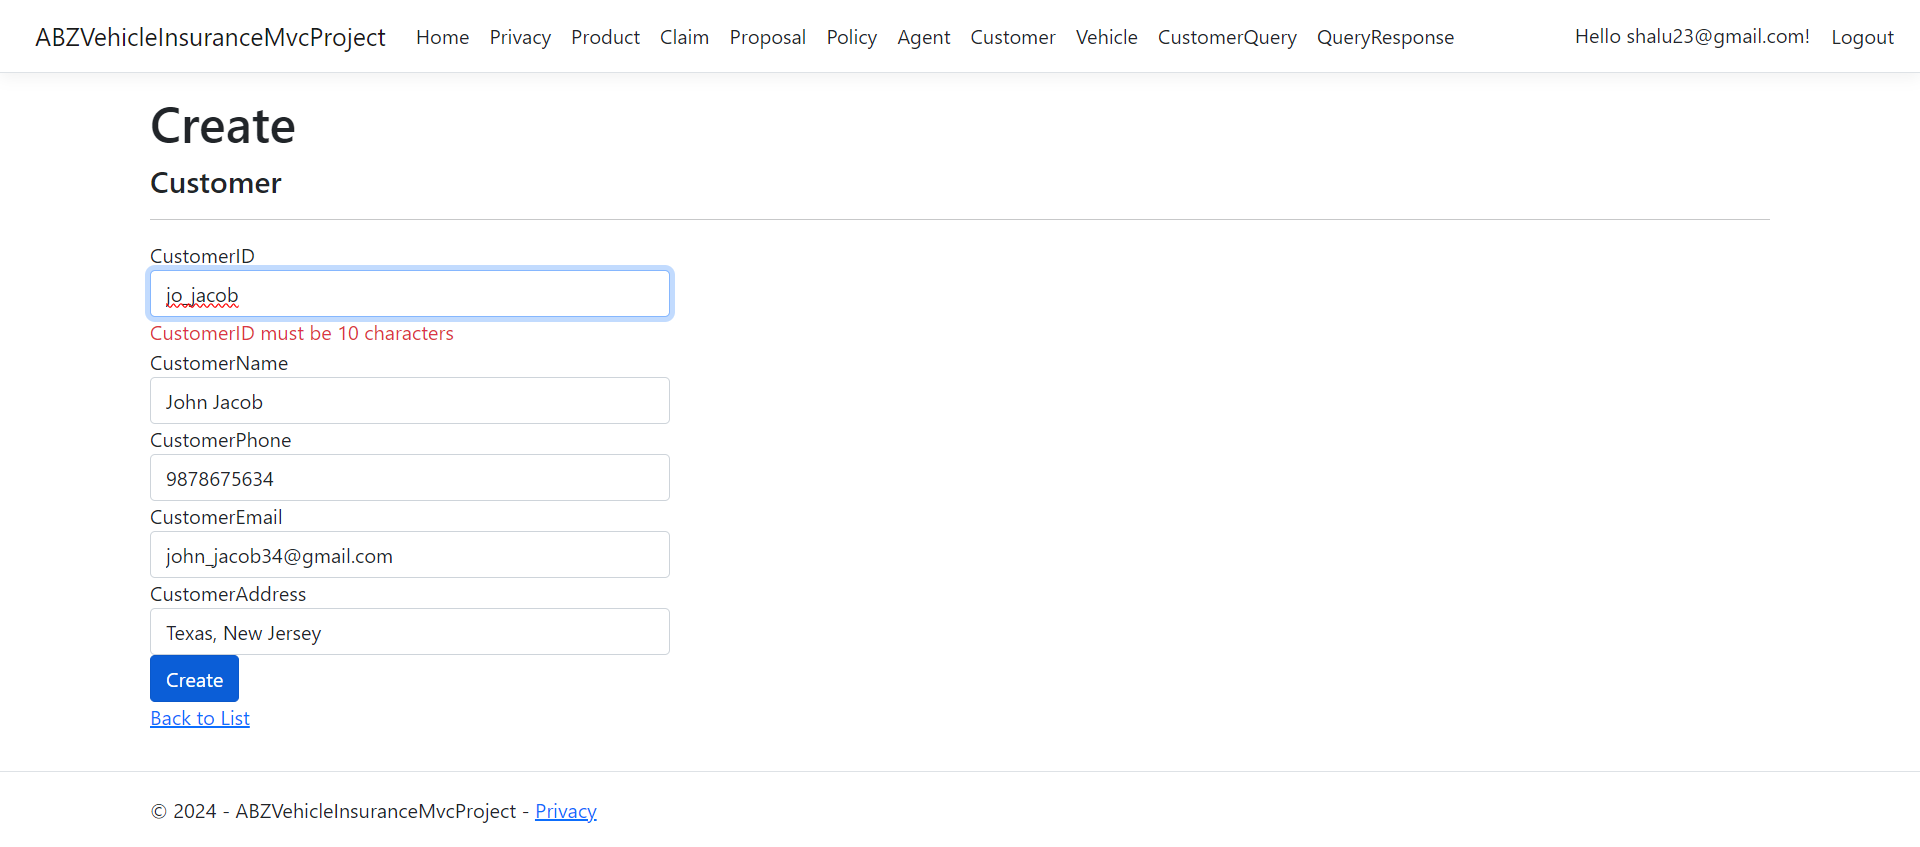 ABZVehicleInsuranceMvcProject Home Privacy Product Claim Proposal Policy Agent Customer Vehicle CustomerQuery QueryResponse Hello shalu23@gmail.com! Logout
Create
Customer
CustomerID
jo_jacob
CustomerID must be 10 characters
CustomerName
John Jacob
CustomerPhone
9878675634
CustomerEmail
john_jacob34@gmail.com
CustomerAddress
Texas, New Jersey
Create
Back to List
© 2024 - ABZVehicleInsuranceMvcProject - Privacy